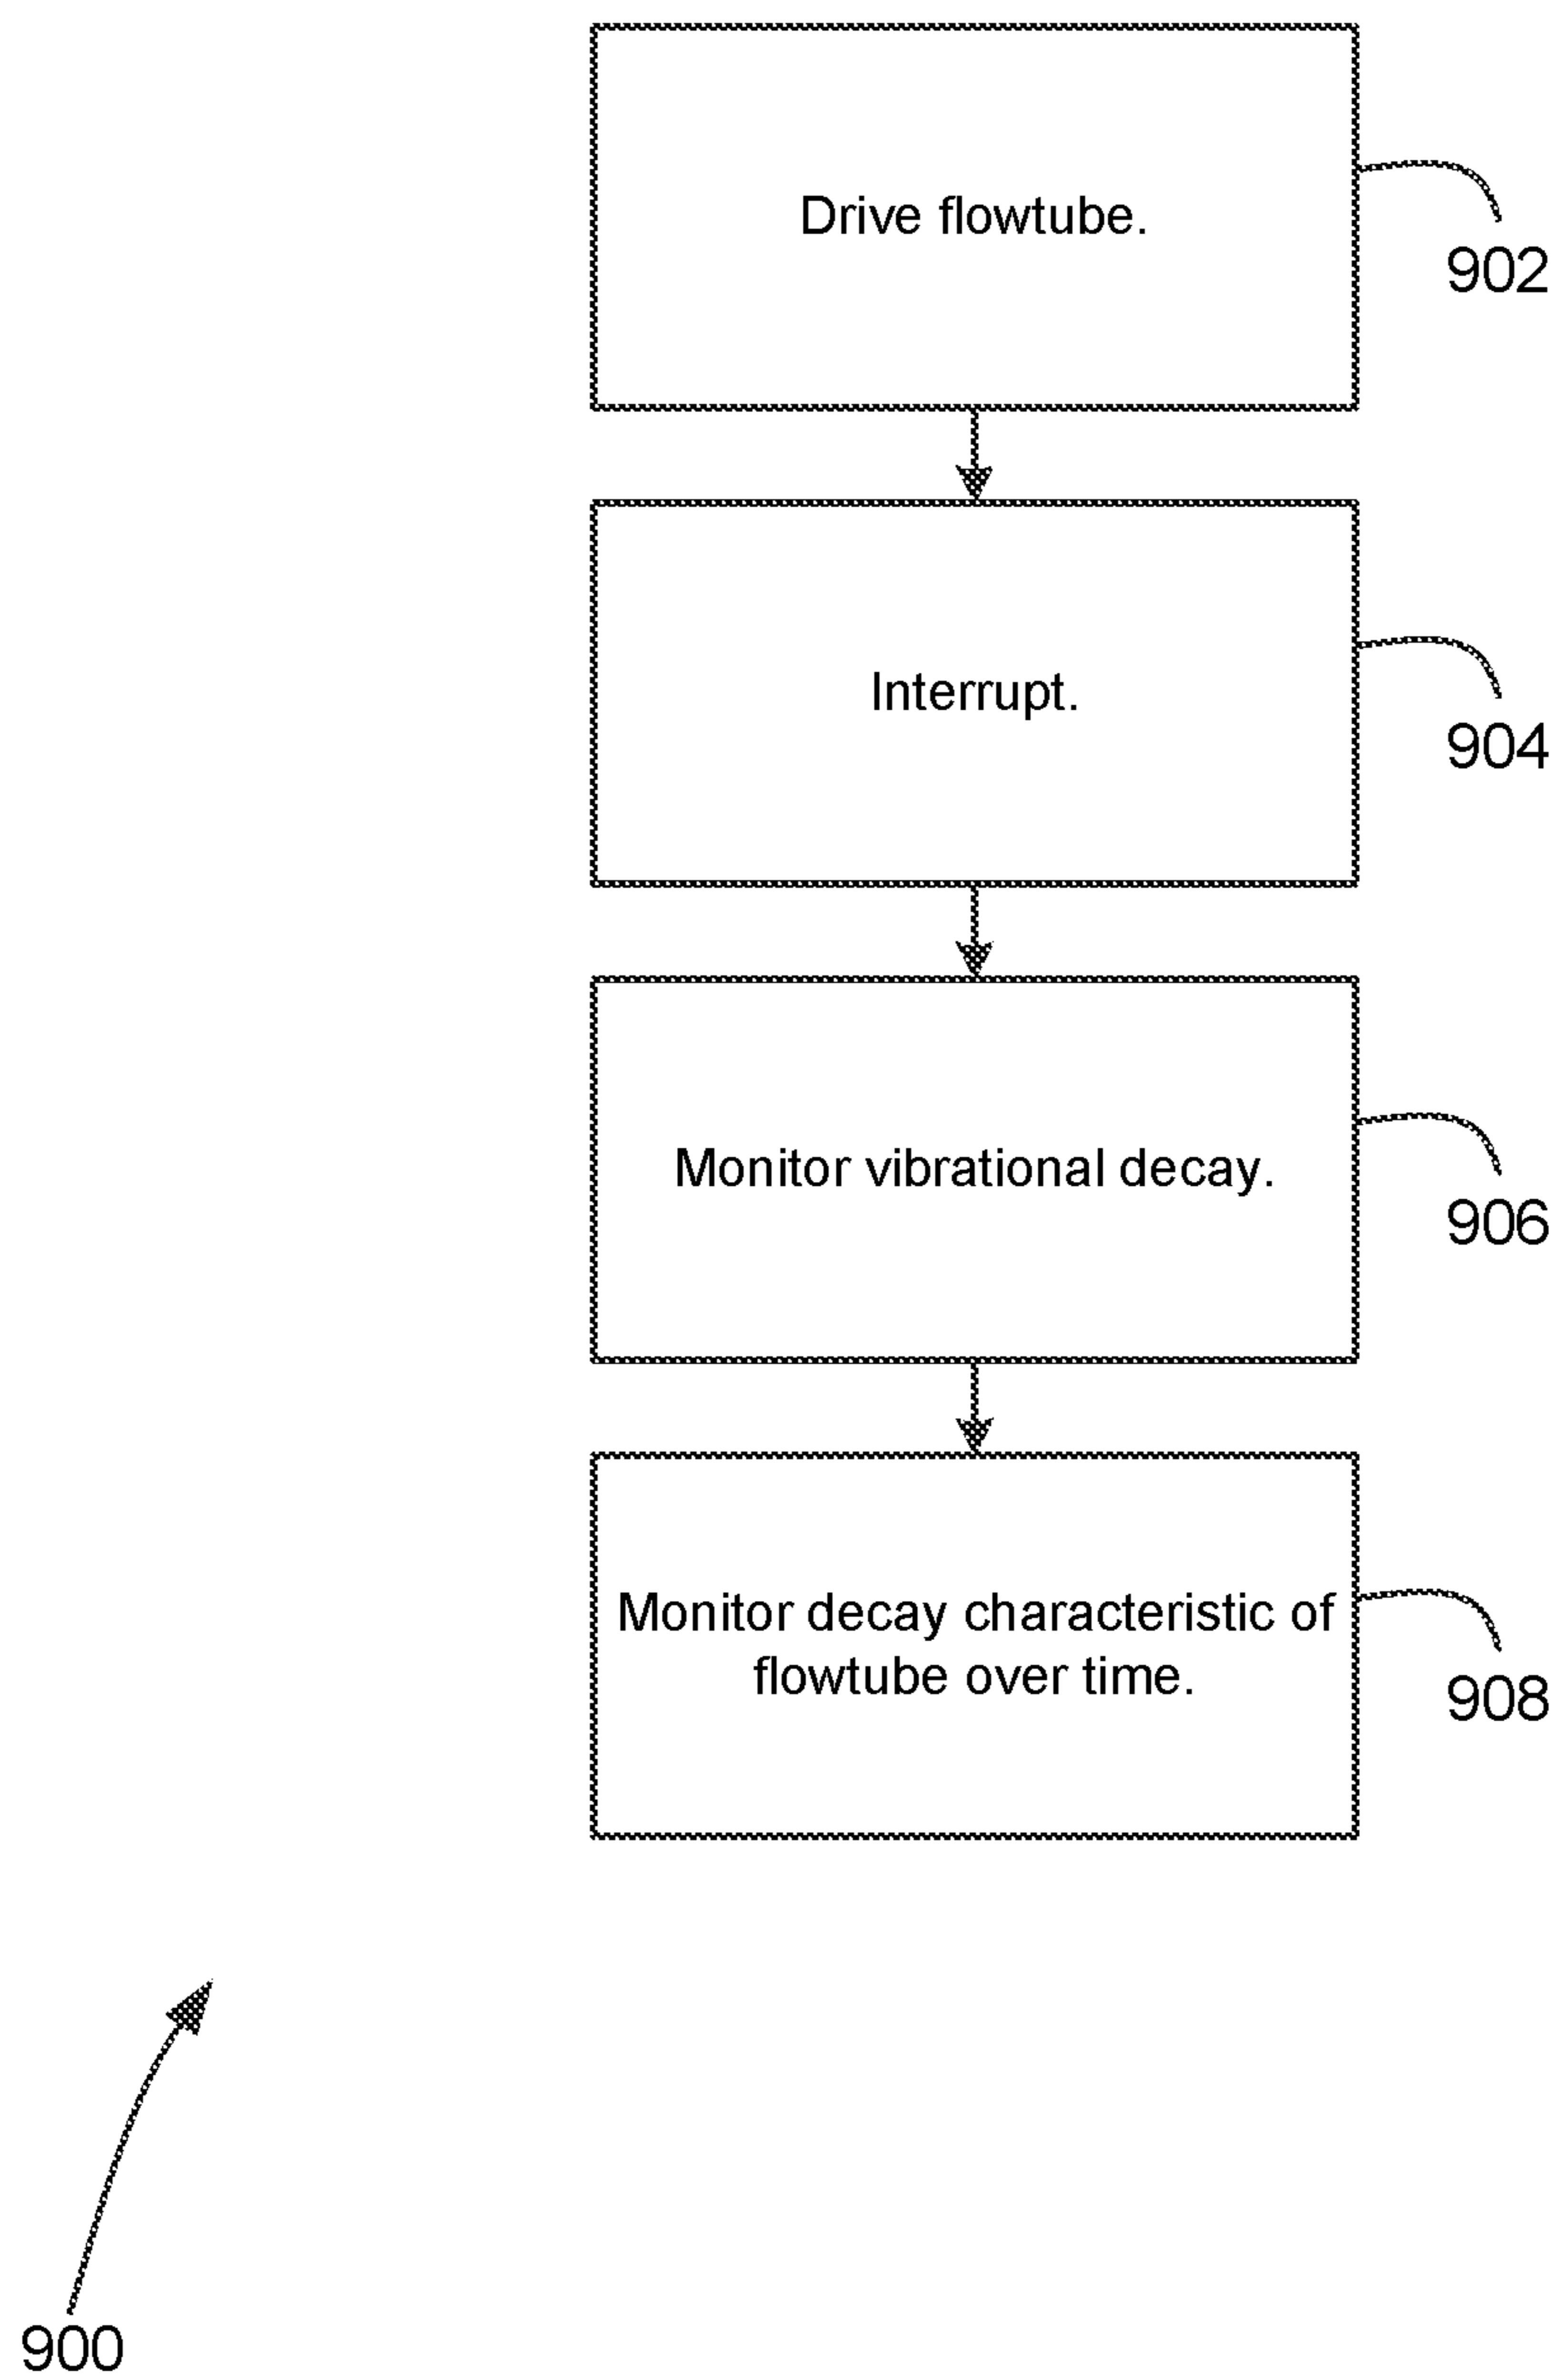 Drive flowtube.
902
Interrupt.
904
Monitor vibrational decay.
906
Monitor decay characteristic of
flowtube over time.
908
900